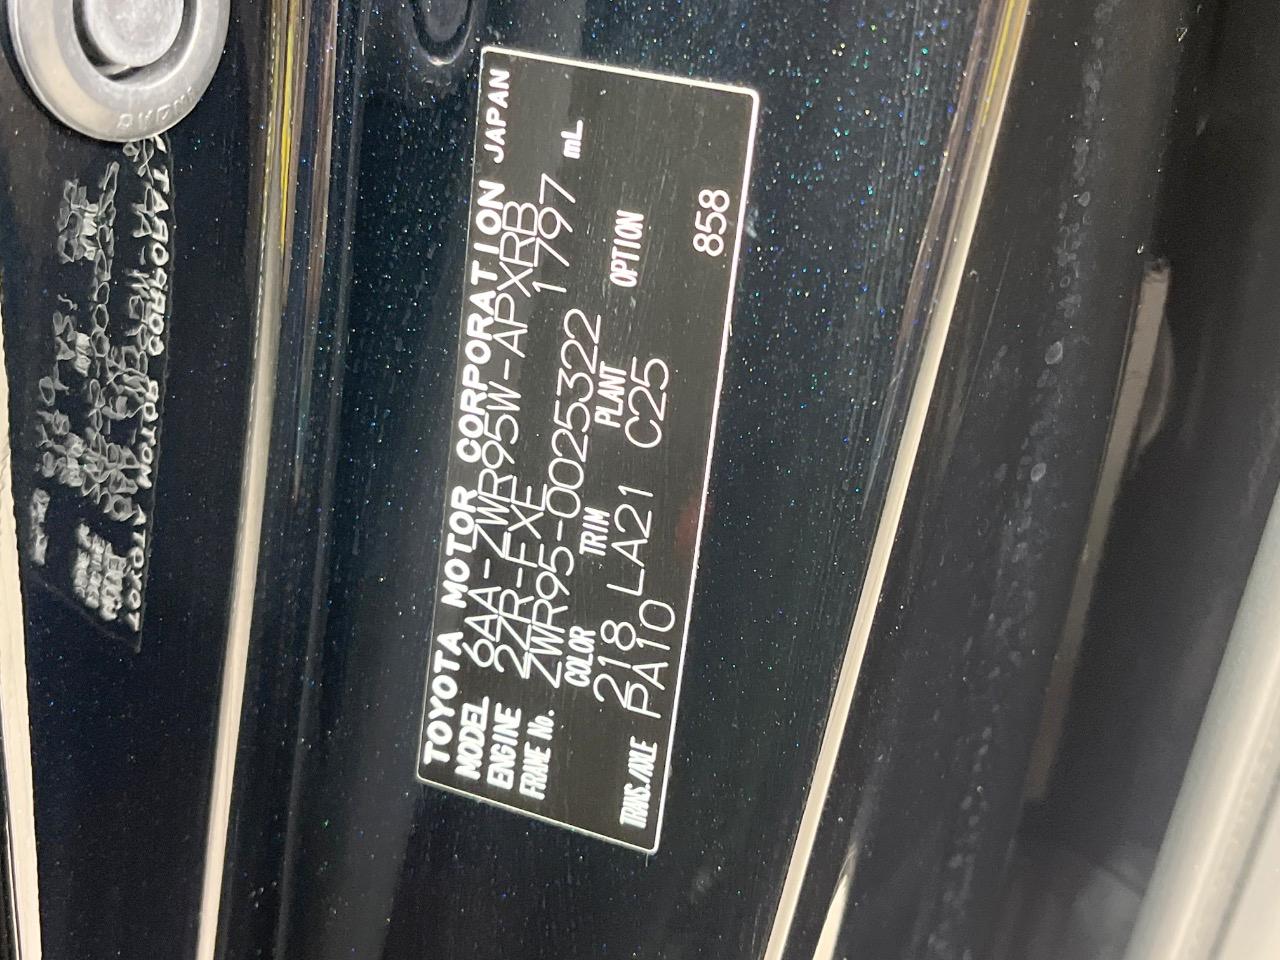 TOYOTA MOTOR CORPORATION JAPAN
MODEL 6AA-ZWR95W-APXRB
ENGINE 2ZR-FXE 1797 mL
FRAME No. ZWR95-0025322
COLOR TRIM PLANT OPTION
218 LA21 C25
TRANS./AXLE PA10 858